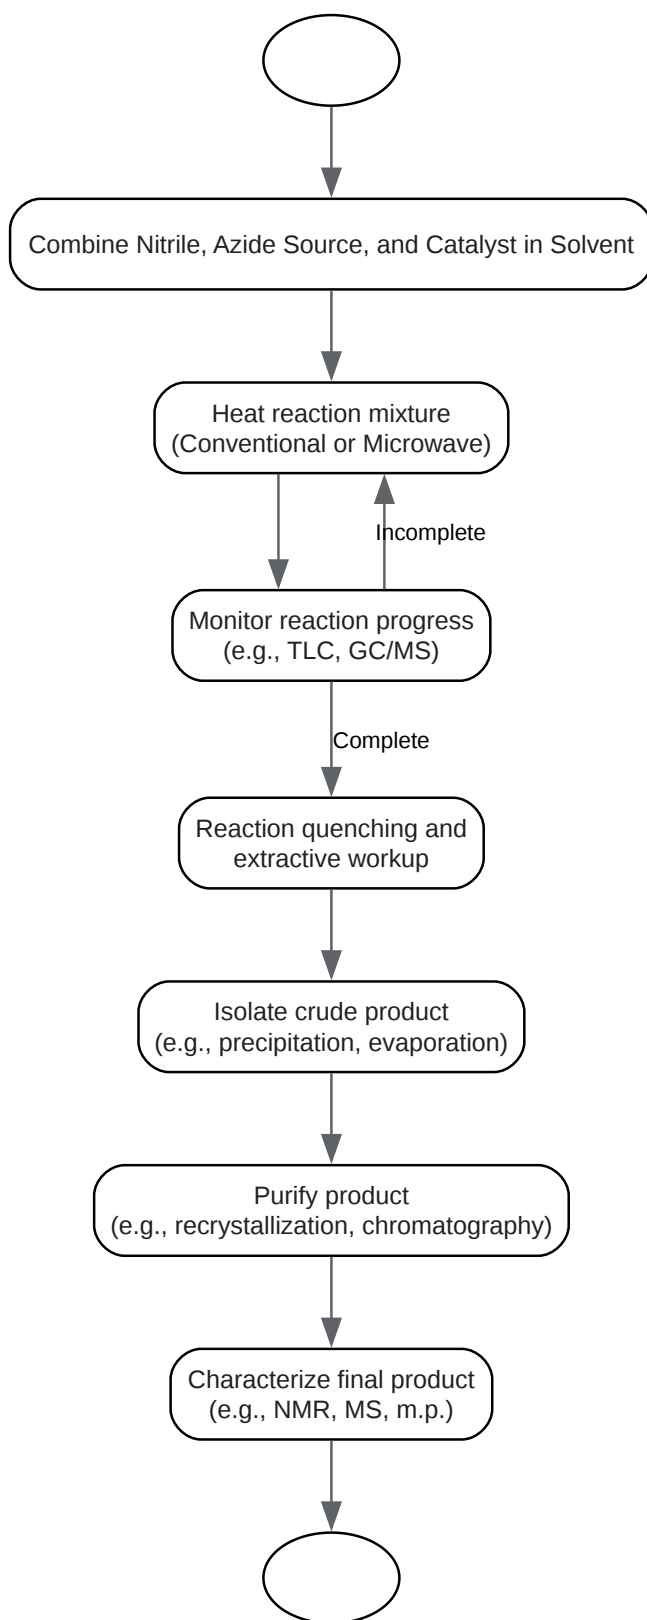 Combine Nitrile, Azide Source, and Catalyst in Solvent
Heat reaction mixture
(Conventional or Microwave)
Incomplete
Monitor reaction progress
(e.g., TLC, GC/MS)
Complete
Reaction quenching and
extractive workup
Isolate crude product
(e.g., precipitation, evaporation)
Purify product
(e.g., recrystallization, chromatography)
Characterize final product
(e.g., NMR, MS, m.p.)